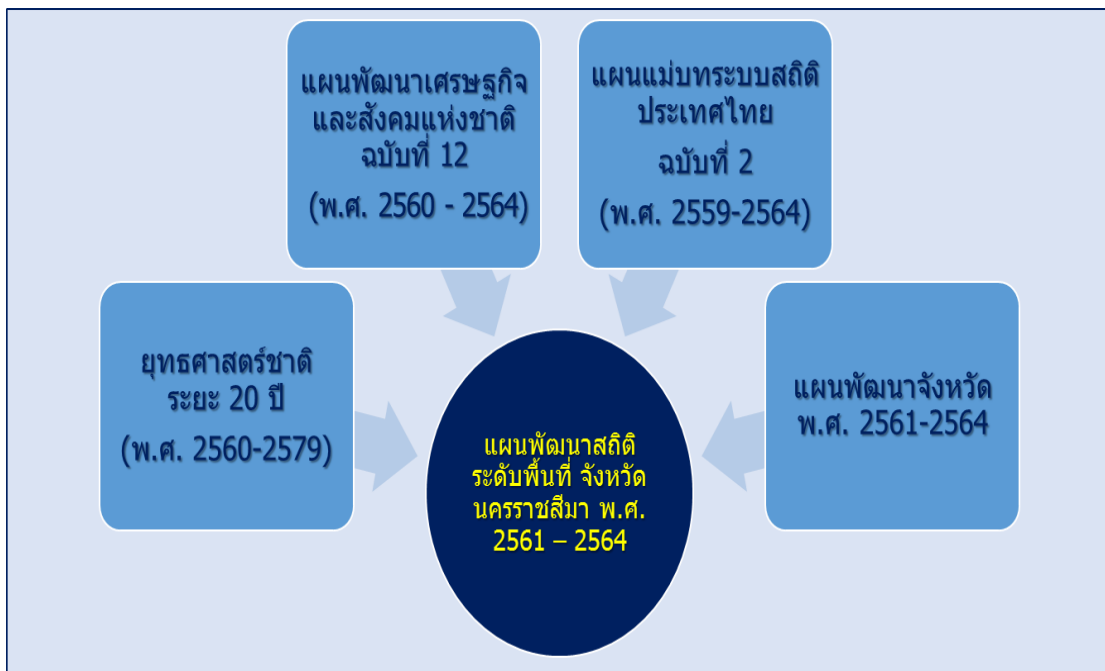 แผนพัฒนาเศรษฐกิจ
และสังคมแห่งชาติ
ฉบับที่ 12
(พ.ศ. 2560 - 2564)
แผนแม่บทระบบสถิติ
ประเทศไทย
ฉบับที่ 2
(พ.ศ. 2559-2564)
ยุทธศาสตร์ชาติ
ระยะ 20 ปี
(พ.ศ. 2560-2579)
แผนพัฒนาจังหวัด
พ.ศ. 2561-2564
แผนพัฒนาสถิติ
ระดับพื้นที่ จังหวัด
นครราชสีมา พ.ศ.
2561 – 2564